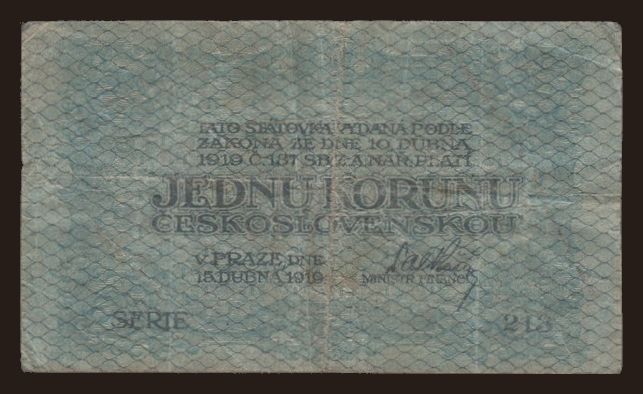 TATO STÁTOVKA VYDANÁ PODLE
ZÁKONA ZE DNE 10. DUBNA
1919 Č. 187 SB. Z. A NAR. PLATÍ
JEDNU KORUNU
ČESKOSLOVENSKOU
V PRAZE, DNE
15. DUBNA 1919
MINISTR FINANCÍ
SERIE 213